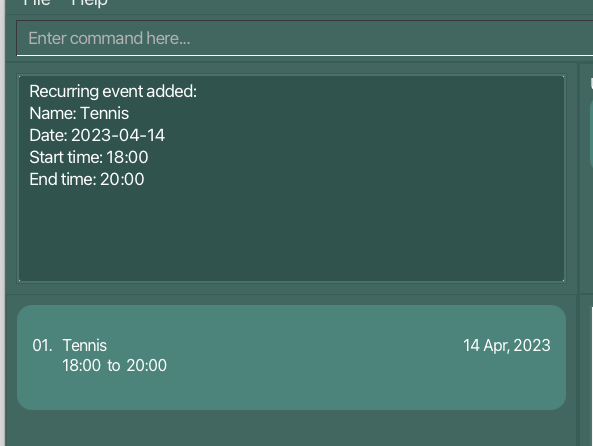 File Help
Enter command here...
Recurring event added:
Name: Tennis
Date: 2023-04-14
Start time: 18:00
End time: 20:00
01. Tennis 14 Apr, 2023
18:00 to 20:00